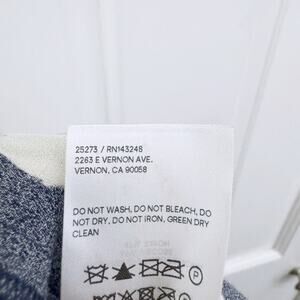 25273 / RN143246
2263 E VERNON AVE.
VERNON, CA 90058
DO NOT WASH, DO NOT BLEACH, DO
NOT DRY, DO NOT IRON, GREEN DRY
CLEAN
P